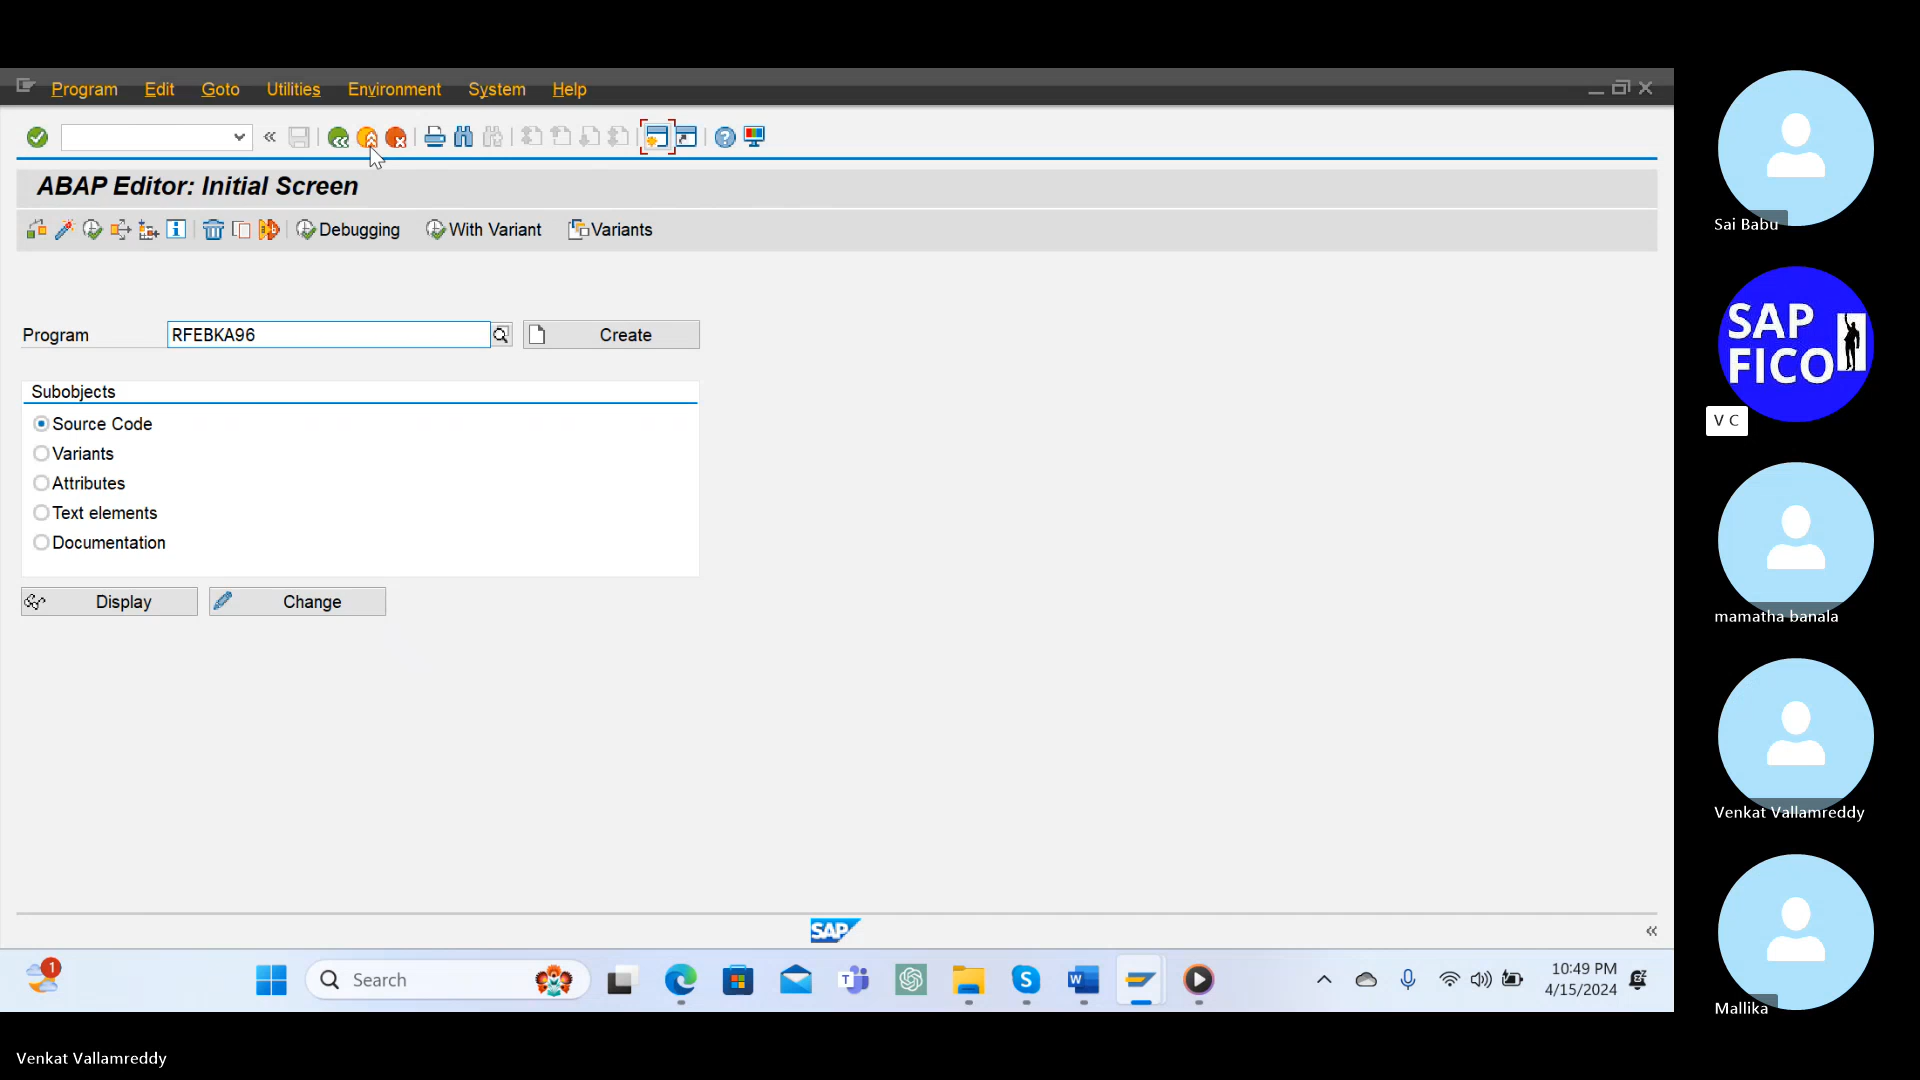 Program Edit Goto Utilities Environment System Help
ABAP Editor: Initial Screen
Debugging With Variant Variants
Program RFEBKA96 Create
Subobjects
Source Code
Variants
Attributes
Text elements
Documentation
Display Change
SAP
1
Search
10:49 PM
4/15/2024
Sai Babu
SAP
FICO
V C
mamatha banala
Venkat Vallamreddy
Mallika
Venkat Vallamreddy